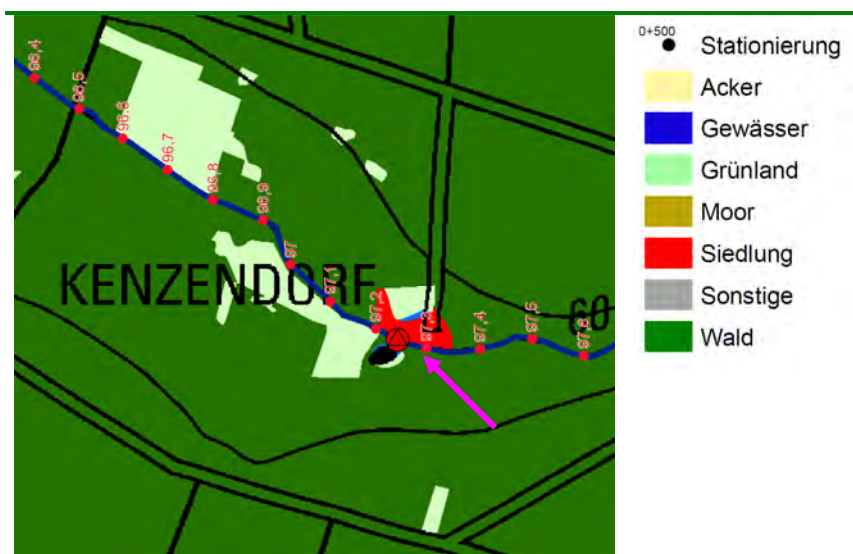 96,4
96,5
96,6
96,7
96,8
96,9
97
97,1
KENZENDORF
97,2
97,3
97,4
97,5
97,6
60
0+500
Stationierung
Acker
Gewässer
Grünland
Moor
Siedlung
Sonstige
Wald